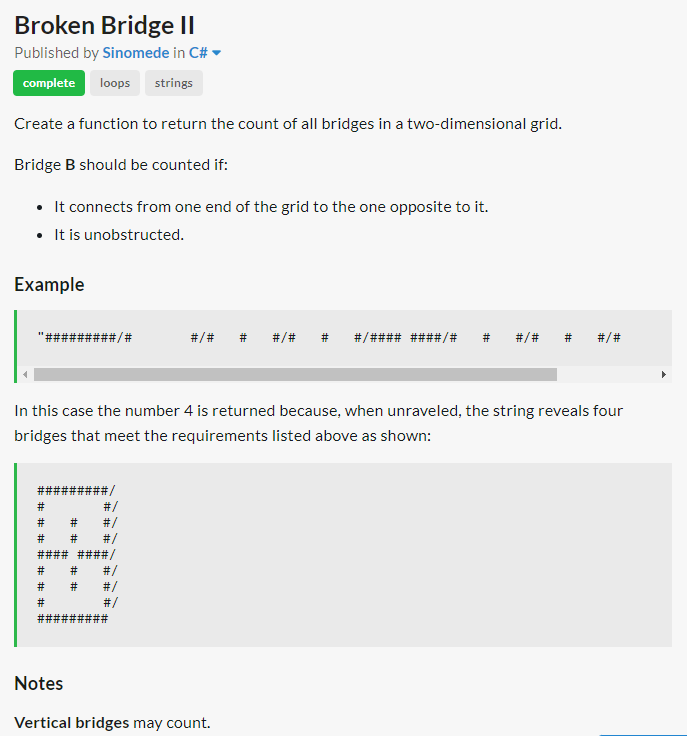 Broken Bridge II
Published by Sinomede in C#
complete loops strings
Create a function to return the count of all bridges in a two-dimensional grid.
Bridge B should be counted if:
• It connects from one end of the grid to the one opposite to it.
• It is unobstructed.
Example
"#########/#       #/#   #   #/#   #   #/#### ####/#   #   #/#   #   #/#
In this case the number 4 is returned because, when unraveled, the string reveals four
bridges that meet the requirements listed above as shown:
#########/
#       #/
#   #   #/
#   #   #/
#### ####/
#   #   #/
#   #   #/
#       #/
#########
Notes
Vertical bridges may count.